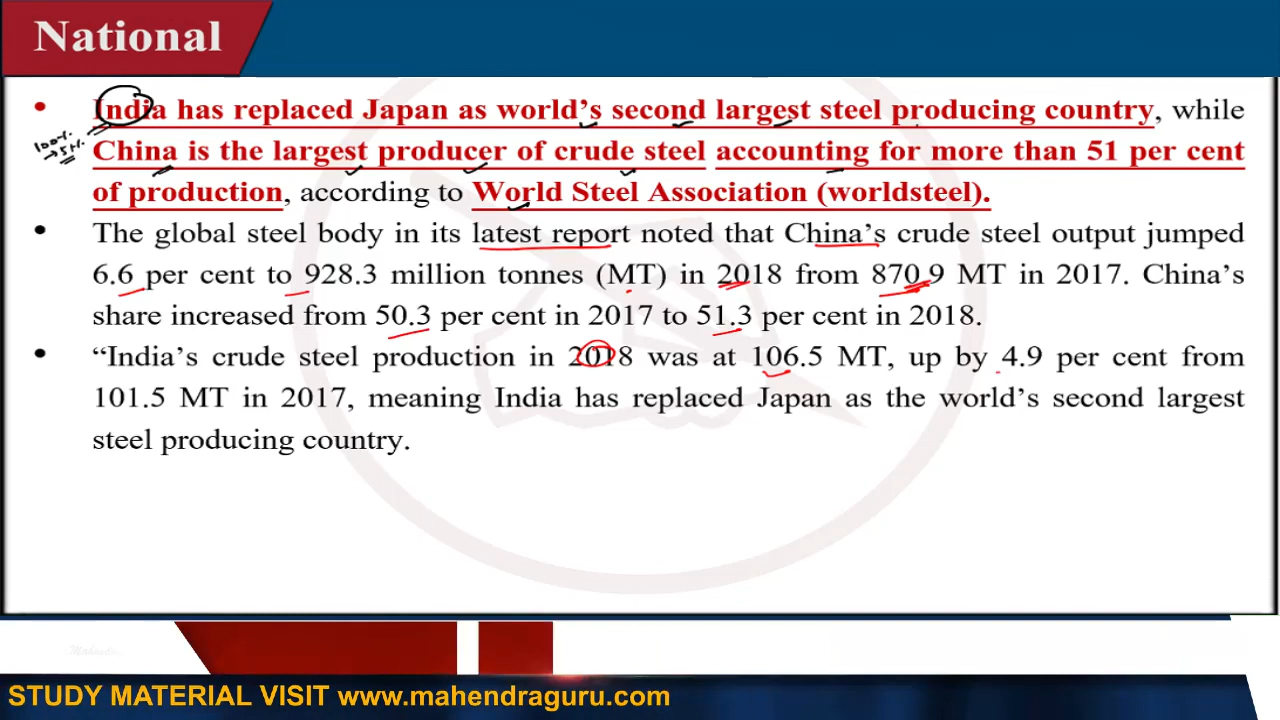 National
• India has replaced Japan as world's second largest steel producing country, while
China is the largest producer of crude steel accounting for more than 51 per cent
of production, according to World Steel Association (worldsteel).
100%
→51%
• The global steel body in its latest report noted that China's crude steel output jumped
6.6 per cent to 928.3 million tonnes (MT) in 2018 from 870.9 MT in 2017. China's
share increased from 50.3 per cent in 2017 to 51.3 per cent in 2018.
• “India's crude steel production in 2018 was at 106.5 MT, up by 4.9 per cent from
101.5 MT in 2017, meaning India has replaced Japan as the world's second largest
steel producing country.
STUDY MATERIAL VISIT www.mahendraguru.com